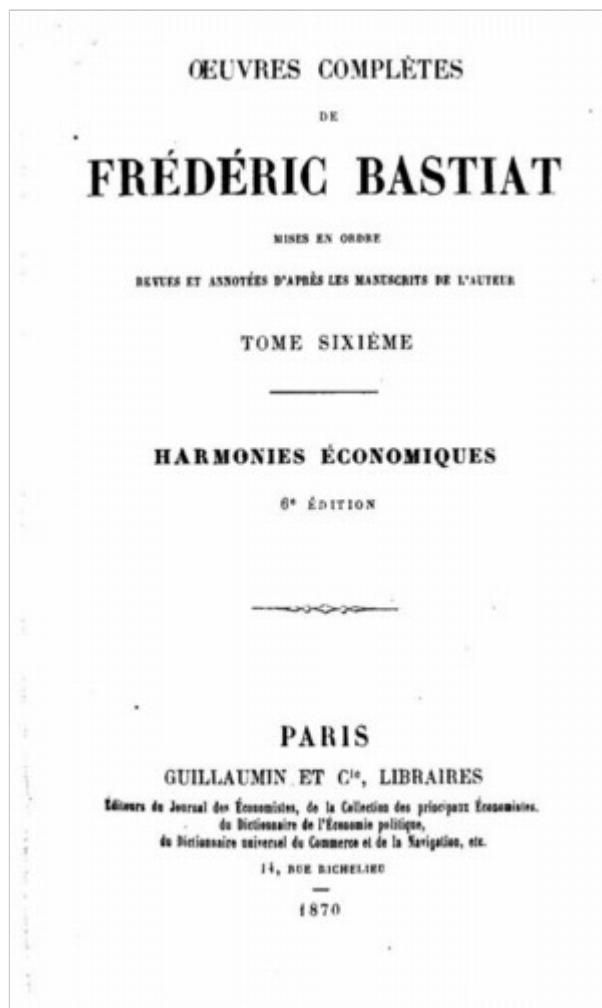 ŒUVRES COMPLÈTES
DE
FRÉDÉRIC BASTIAT
MISES EN ORDRE
REVUES ET ANNOTÉES D'APRÈS LES MANUSCRITS DE L'AUTEUR
TOME SIXIÈME
HARMONIES ÉCONOMIQUES
6e ÉDITION
PARIS
GUILLAUMIN ET Cie, LIBRAIRES
Éditeurs du Journal des Économistes, de la Collection des principaux Économistes,
du Dictionnaire de l'Économie politique,
du Dictionnaire universel du Commerce et de la Navigation, etc.
14, RUE RICHELIEU
1870